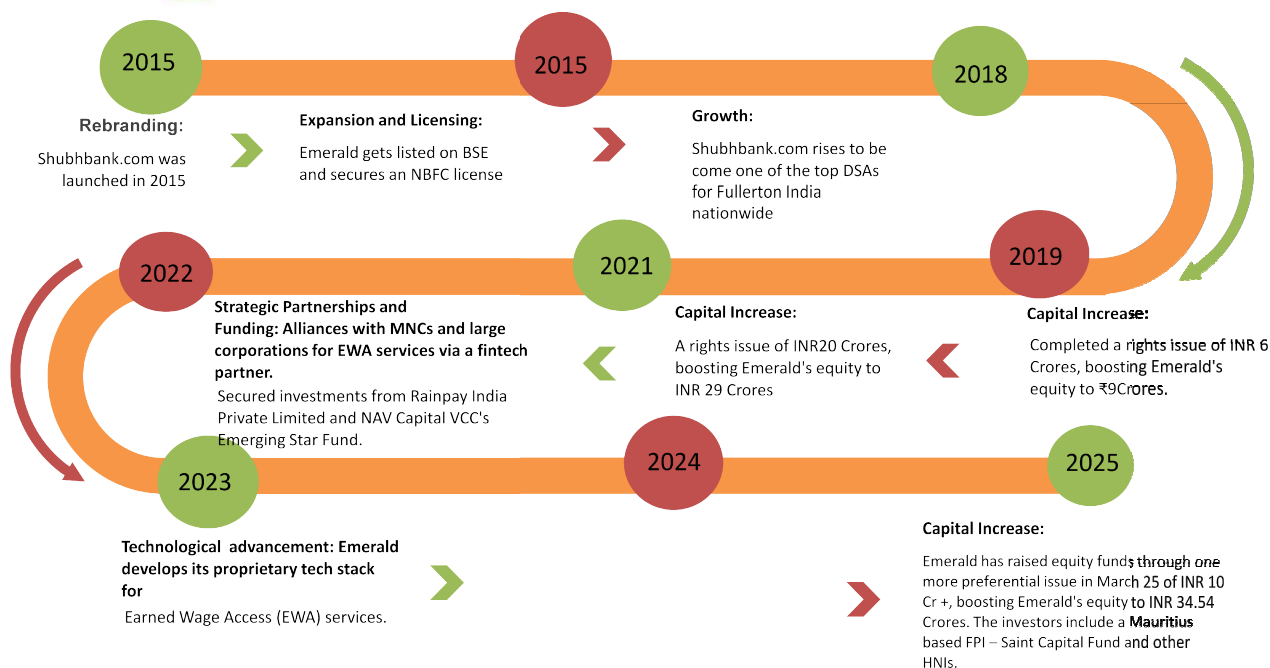 2015
2015
2018
Rebranding:
Shubhbank.com was
launched in 2015
Expansion and Licensing:
Emerald gets listed on BSE
and secures an NBFC license
Growth:
Shubhbank.com rises to be
come one of the top DSAs
for Fullerton India
nationwide
2019
Capital Increase:
Completed a rights issue of INR 6
Crores, boosting Emerald's
equity to ₹9Crores.
2021
Capital Increase:
A rights issue of INR20 Crores,
boosting Emerald's equity to
INR 29 Crores
2022
Strategic Partnerships and
Funding: Alliances with MNCs and large
corporations for EWA services via a fintech
partner.
Secured investments from Rainpay India
Private Limited and NAV Capital VCC's
Emerging Star Fund.
2023
Technological advancement: Emerald
develops its proprietary tech stack
for
Earned Wage Access (EWA) services.
2024
2025
Capital Increase:
Emerald has raised equity funds through one
more preferential issue in March 25 of INR 10
Cr +, boosting Emerald's equity to INR 34.54
Crores. The investors include a Mauritius
based FPI – Saint Capital Fund and other
HNIs.